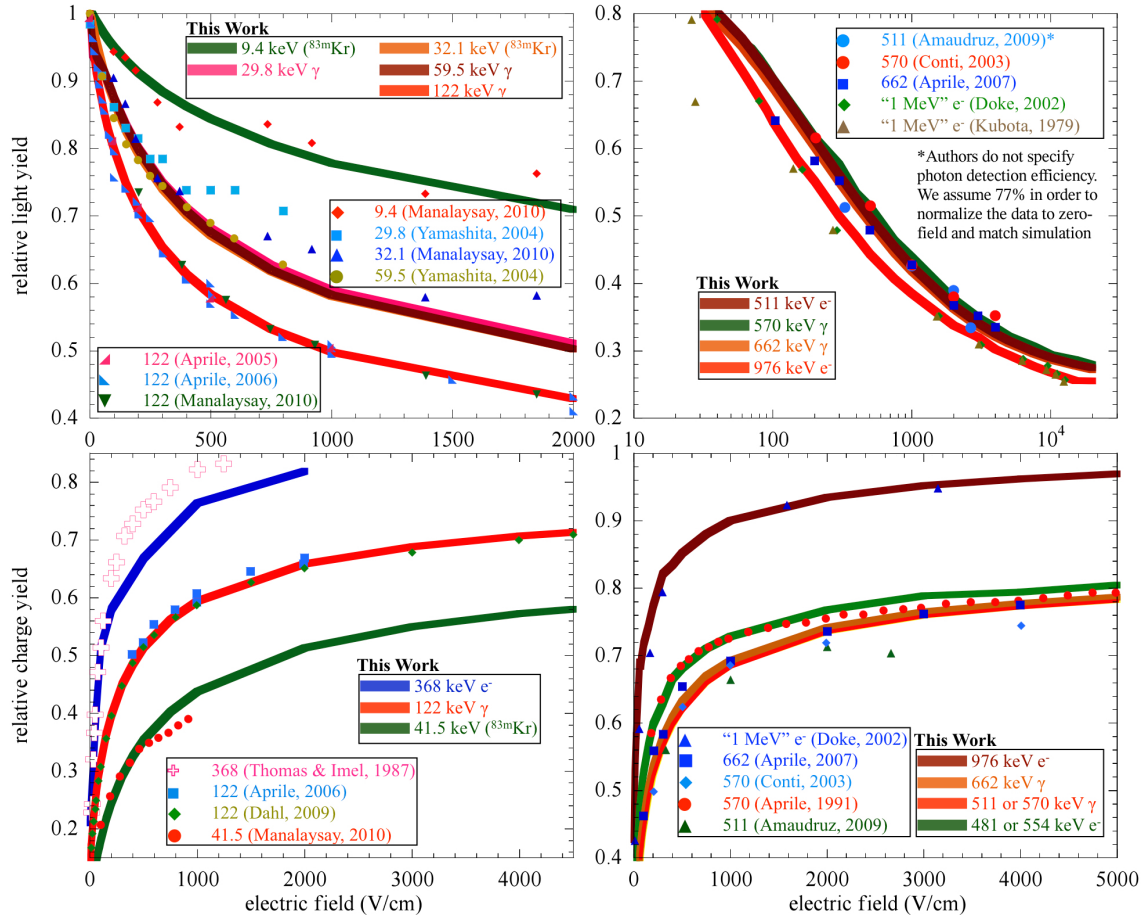 This Work
9.4 keV (⁸³ᵐKr)
29.8 keV γ
32.1 keV (⁸³ᵐKr)
59.5 keV γ
122 keV γ
9.4 (Manalaysay, 2010)
29.8 (Yamashita, 2004)
32.1 (Manalaysay, 2010)
59.5 (Yamashita, 2004)
122 (Aprile, 2005)
122 (Aprile, 2006)
122 (Manalaysay, 2010)
relative light yield
1
0.9
0.8
0.7
0.6
0.5
0.4
0
500
1000
1500
2000
511 (Amaudruz, 2009)*
570 (Conti, 2003)
662 (Aprile, 2007)
“1 MeV” e⁻ (Doke, 2002)
“1 MeV” e⁻ (Kubota, 1979)
*Authors do not specify
photon detection efficiency.
We assume 77% in order to
normalize the data to zero-
field and match simulation
This Work
511 keV e⁻
570 keV γ
662 keV γ
976 keV e⁻
0.8
0.7
0.6
0.5
0.4
0.3
0.2
10
100
1000
10⁴
relative charge yield
0.8
0.7
0.6
0.5
0.4
0.3
0.2
This Work
368 keV e⁻
122 keV γ
41.5 keV (⁸³ᵐKr)
368 (Thomas & Imel, 1987)
122 (Aprile, 2006)
122 (Dahl, 2009)
41.5 (Manalaysay, 2010)
0
1000
2000
3000
4000
electric field (V/cm)
1
0.9
0.8
0.7
0.6
0.5
0.4
“1 MeV” e⁻ (Doke, 2002)
662 (Aprile, 2007)
570 (Conti, 2003)
570 (Aprile, 1991)
511 (Amaudruz, 2009)
This Work
976 keV e⁻
662 keV γ
511 or 570 keV γ
481 or 554 keV e⁻
0
1000
2000
3000
4000
5000
electric field (V/cm)